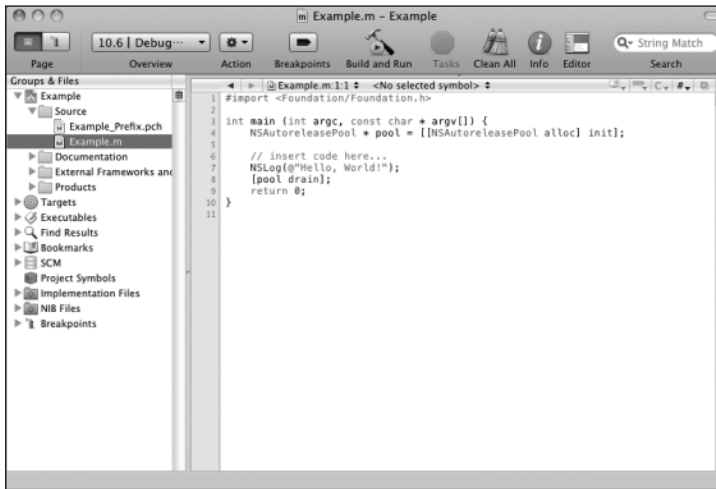 Example.m – Example
10.6 | Debug···
String Match
Page
Overview
Action
Breakpoints
Build and Run
Tasks
Clean All
Info
Editor
Search
Groups & Files
Example
Source
Example_Prefix.pch
Example.m
Documentation
External Frameworks and
Products
Targets
Executables
Find Results
Bookmarks
SCM
Project Symbols
Implementation Files
NIB Files
Breakpoints
Example.m:1:1 <No selected symbol>
C #
1 #import <Foundation/Foundation.h>
2
3 int main (int argc, const char * argv[]) {
4 NSAutoreleasePool * pool = [[NSAutoreleasePool alloc] init];
5
6 // insert code here...
7 NSLog(@"Hello, World!");
8 [pool drain];
9 return 0;
10 }
11